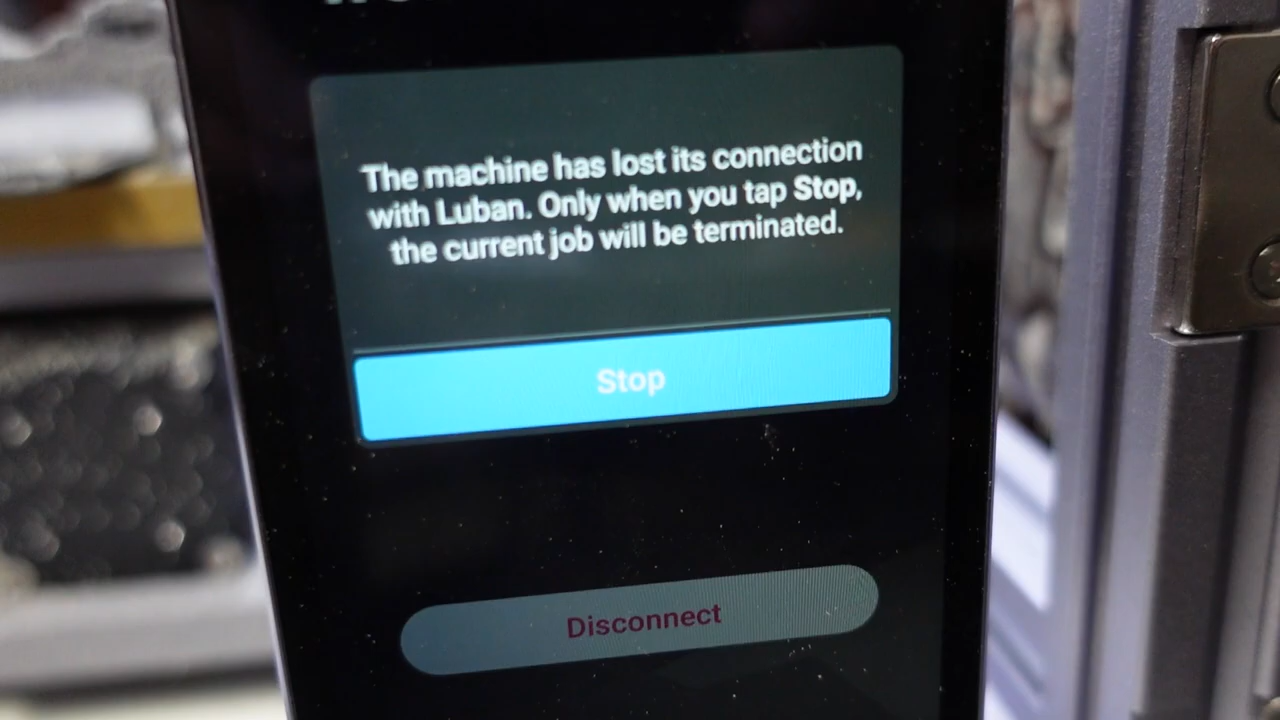 The machine has lost its connection
with Luban. Only when you tap Stop,
the current job will be terminated.
Stop
Disconnect